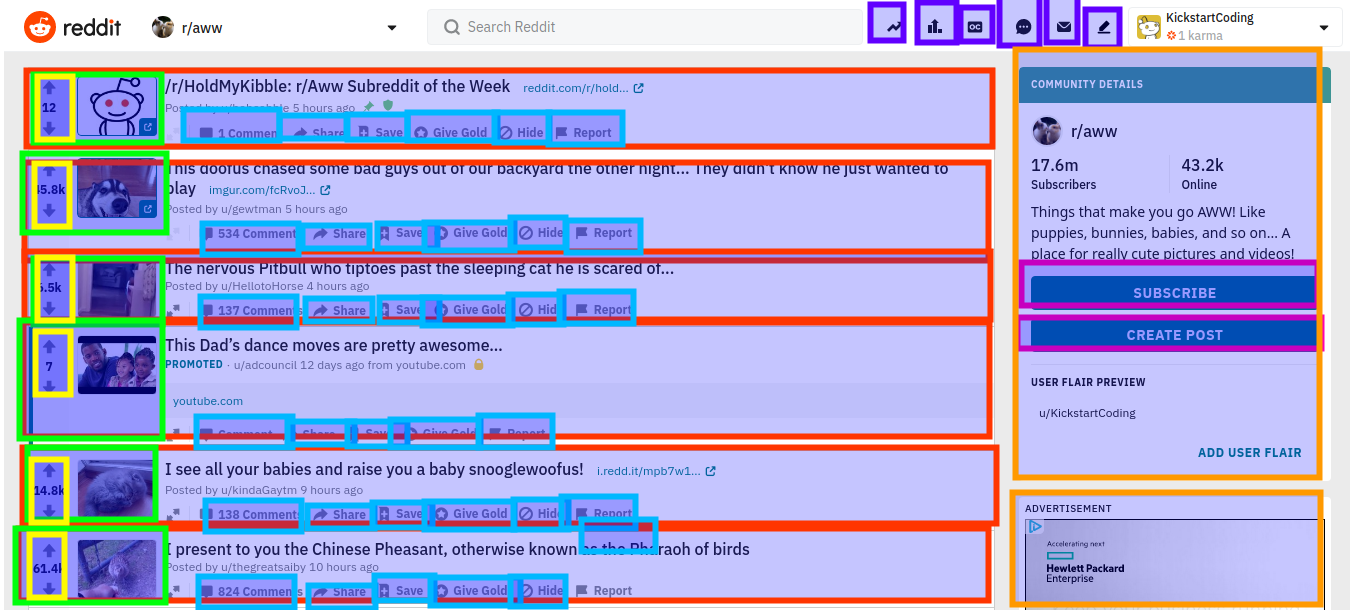 reddit r/aww Search Reddit OC KickstartCoding
1 karma
/r/HoldMyKibble: r/Aww Subreddit of the Week reddit.com/r/hold...
12
Posted by 5 hours ago
1 Comment Share Save Give Gold Hide Report
This doofus chased some bad guys out of our backyard the other night... They didn't know he just wanted to
play imgur.com/fcRvoJ...
45.8k
Posted by u/gewtman 5 hours ago
534 Comments Share Save Give Gold Hide Report
The nervous Pitbull who tiptoes past the sleeping cat he is scared of...
5.5k
Posted by u/HellotoHorse 4 hours ago
137 Comments Share Save Give Gold Hide Report
This Dad's dance moves are pretty awesome...
7
PROMOTED · u/adcouncil 12 days ago from youtube.com
youtube.com
Comment Share Save Give Gold Report
I see all your babies and raise you a baby snooglewoofus! i.redd.it/mpb7w1...
14.8k
Posted by u/kindaGaytm 9 hours ago
138 Comments Share Save Give Gold Hide Report
I present to you the Chinese Pheasant, otherwise known as the Pharaoh of birds
61.4k
Posted by u/thegreatsaiby 10 hours ago
824 Comments Share Save Give Gold Hide Report
COMMUNITY DETAILS
r/aww
17.6m 43.2k
Subscribers Online
Things that make you go AWW! Like
puppies, bunnies, babies, and so on... A
place for really cute pictures and videos!
SUBSCRIBE
CREATE POST
USER FLAIR PREVIEW
u/KickstartCoding
ADD USER FLAIR
ADVERTISEMENT
Accelerating next
Hewlett Packard
Enterprise